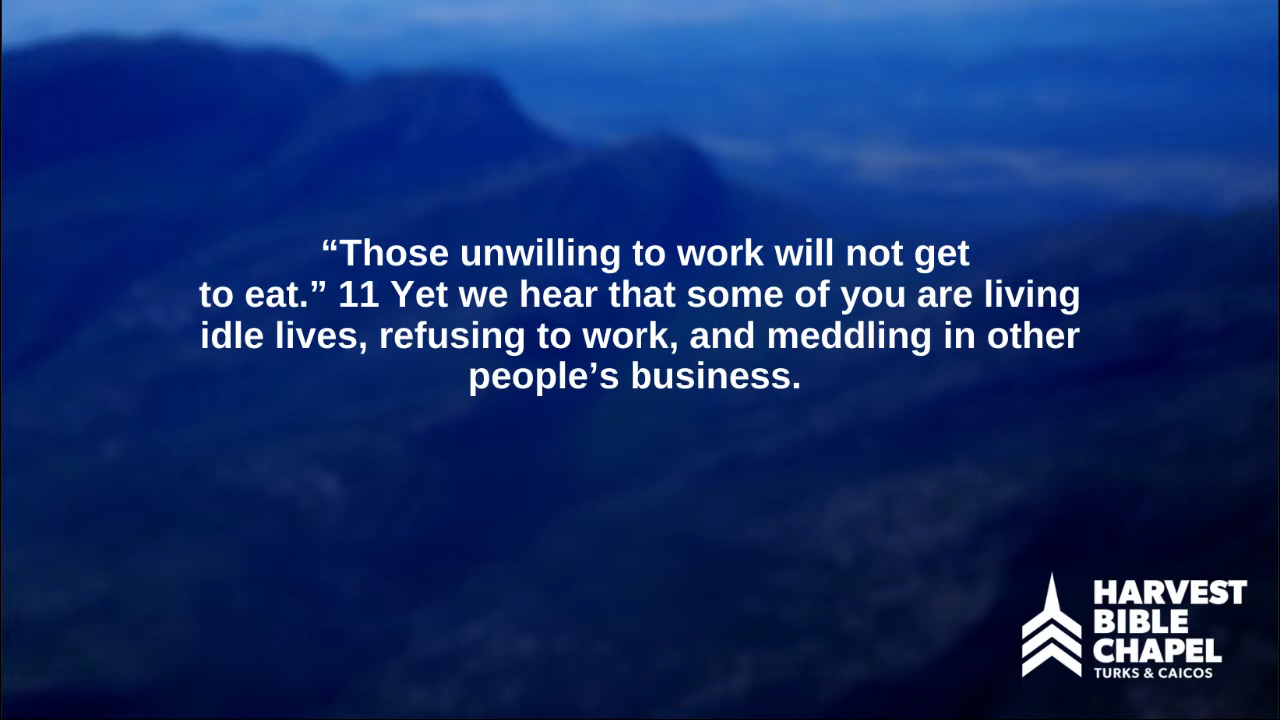 “Those unwilling to work will not get
to eat.” 11 Yet we hear that some of you are living
idle lives, refusing to work, and meddling in other
people’s business.
HARVEST
BIBLE
CHAPEL
TURKS & CAICOS